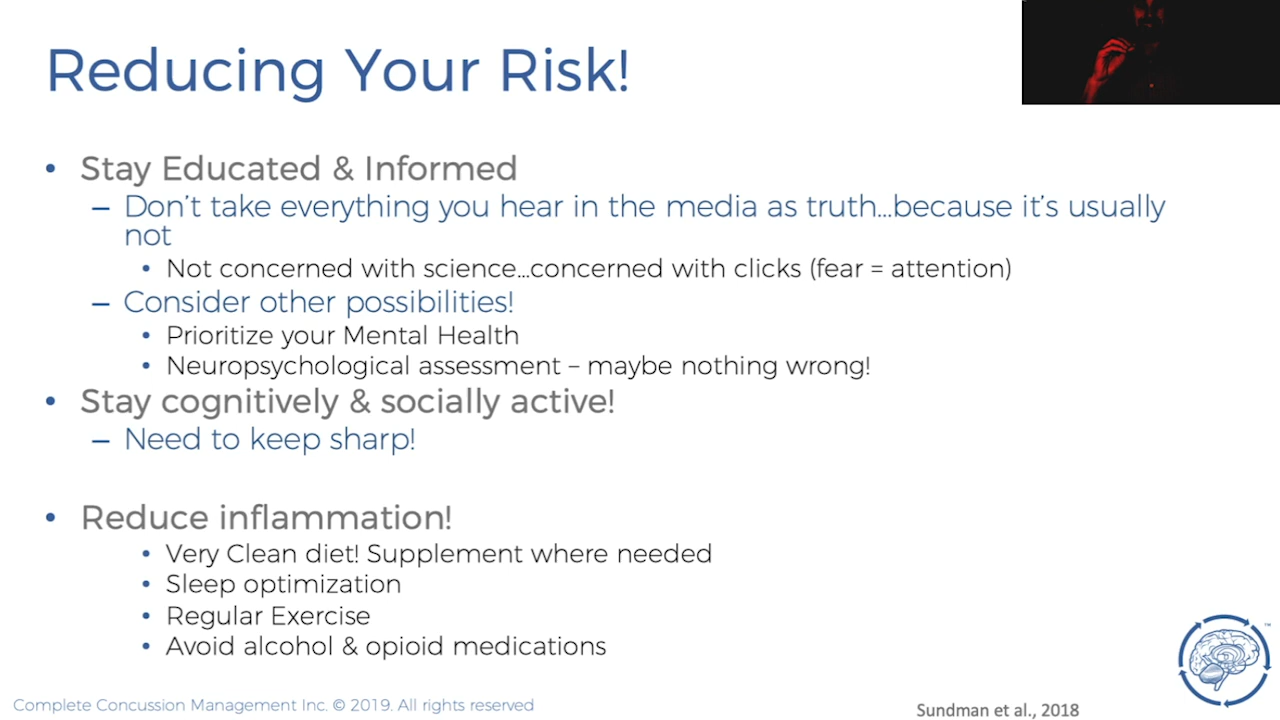 Reducing Your Risk!
• Stay Educated & Informed
– Don't take everything you hear in the media as truth...because it's usually
not
• Not concerned with science...concerned with clicks (fear = attention)
– Consider other possibilities!
• Prioritize your Mental Health
• Neuropsychological assessment – maybe nothing wrong!
• Stay cognitively & socially active!
– Need to keep sharp!
• Reduce inflammation!
• Very Clean diet! Supplement where needed
• Sleep optimization
• Regular Exercise
• Avoid alcohol & opioid medications
™
Complete Concussion Management Inc. © 2019. All rights reserved
Sundman et al., 2018